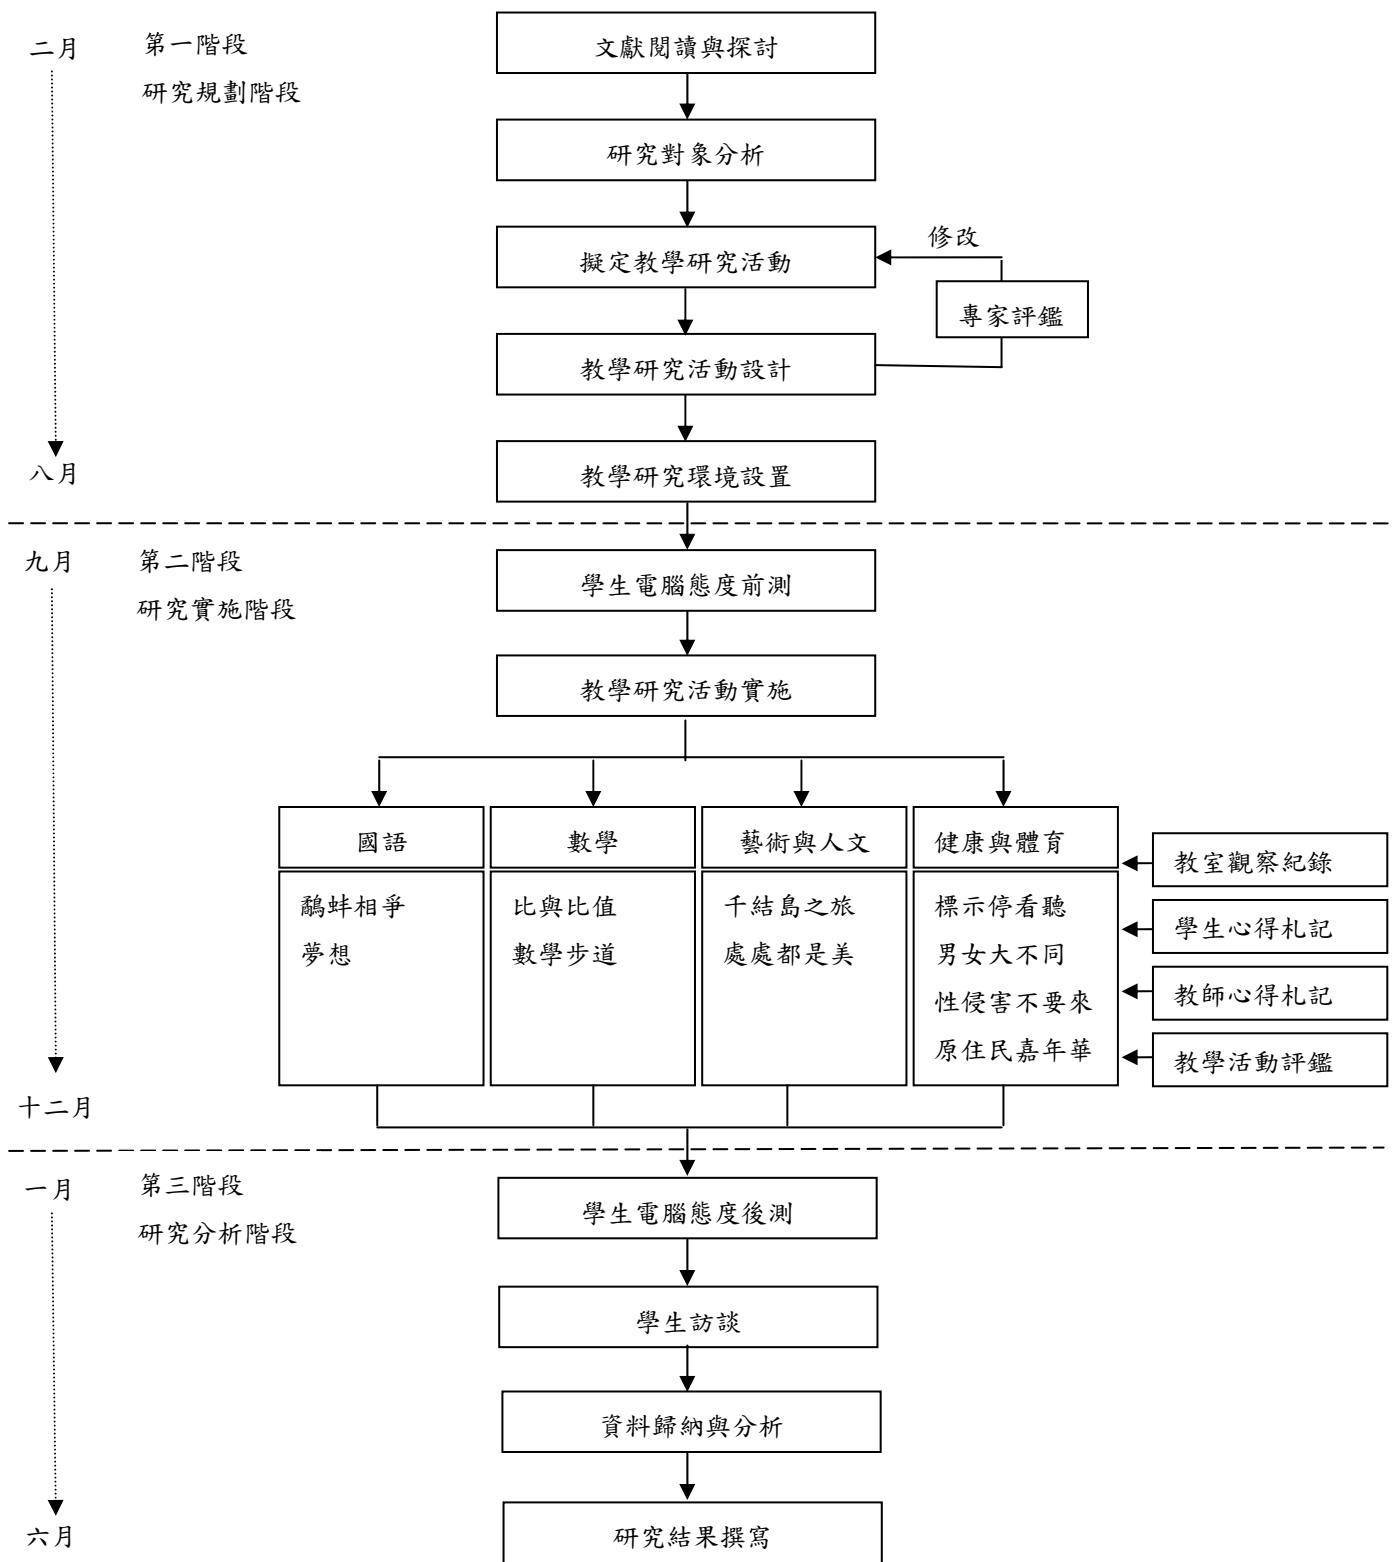 二月
第一階段
研究規劃階段
文獻閱讀與探討
研究對象分析
擬定教學研究活動
修改
專家評鑑
教學研究活動設計
教學研究環境設置
八月
九月
第二階段
研究實施階段
學生電腦態度前測
教學研究活動實施
國語
數學
藝術與人文
健康與體育
鷸蚌相爭
夢想
比與比值
數學步道
千結島之旅
處處都是美
標示停看聽
男女大不同
性侵害不要來
原住民嘉年華
教室觀察紀錄
學生心得札記
教師心得札記
教學活動評鑑
十二月
一月
第三階段
研究分析階段
學生電腦態度後測
學生訪談
資料歸納與分析
研究結果撰寫
六月